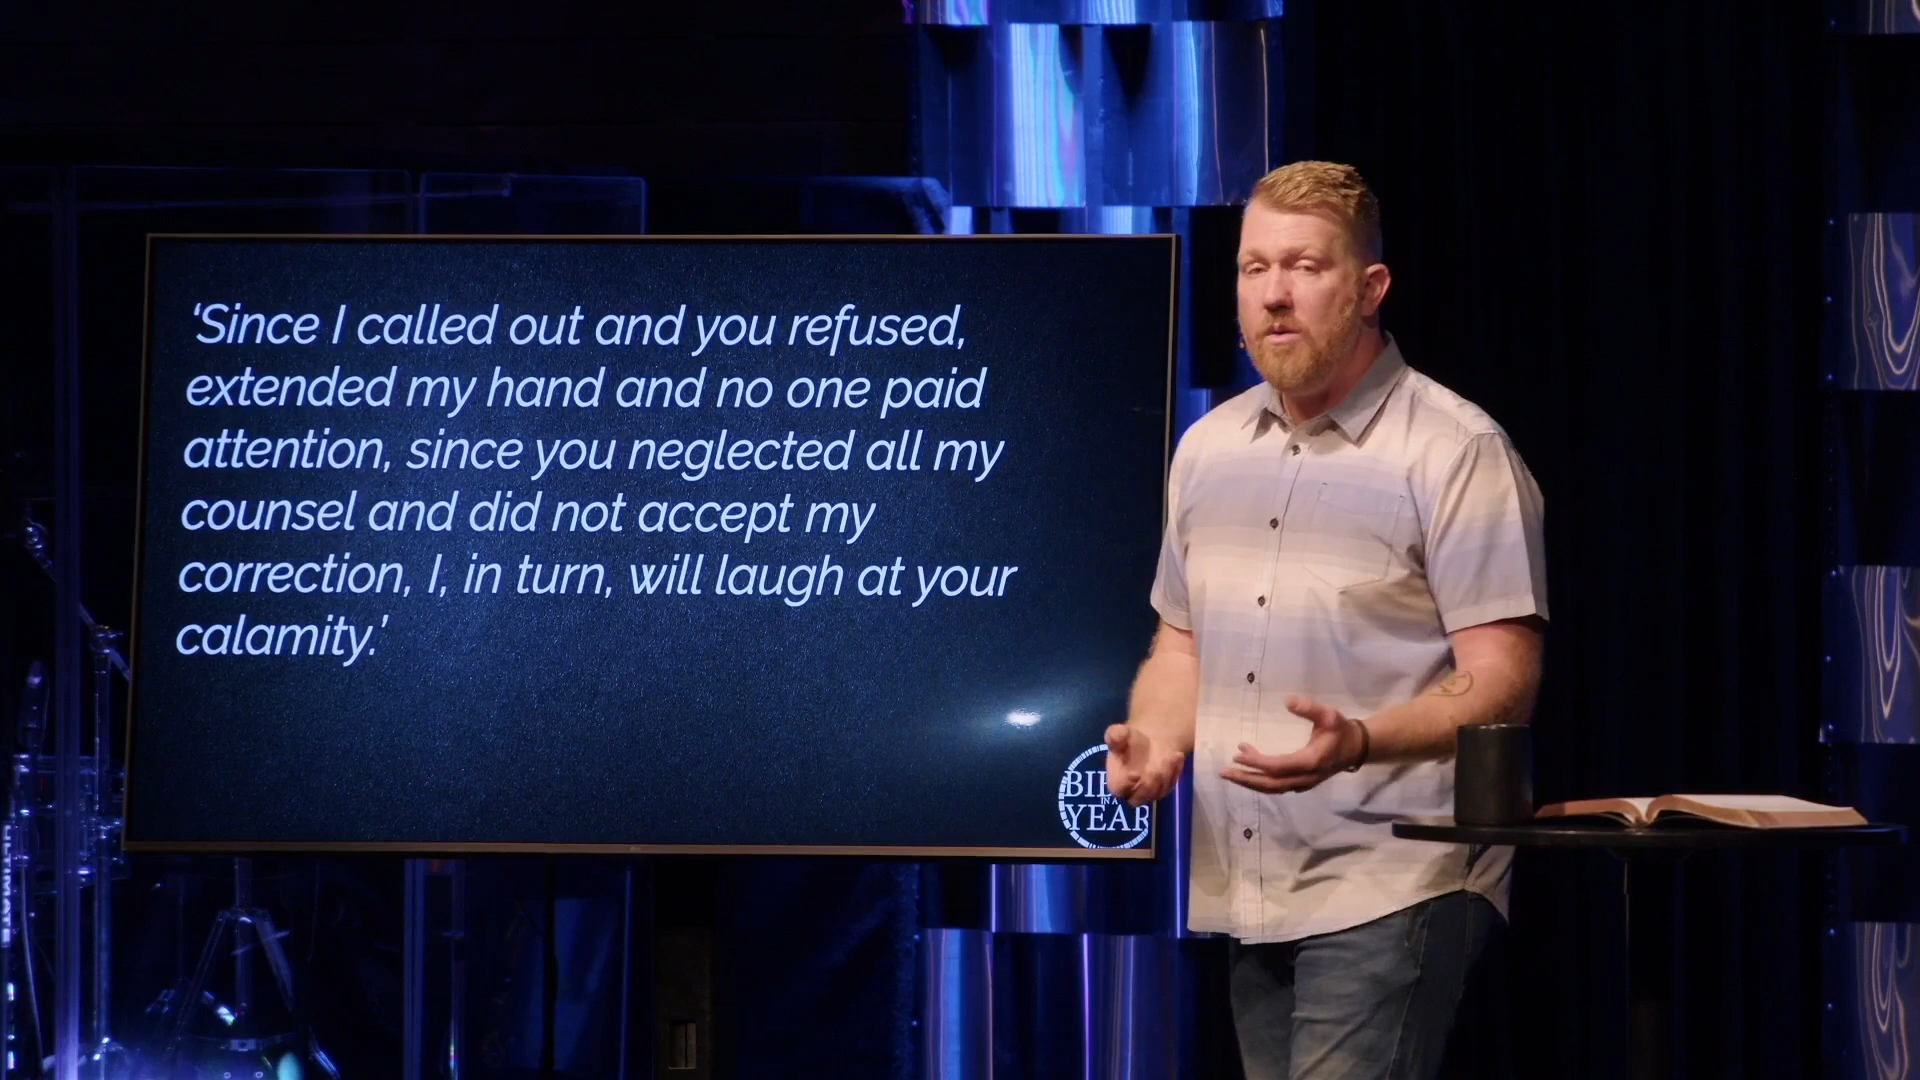 ‘Since I called out and you refused,
extended my hand and no one paid
attention, since you neglected all my
counsel and did not accept my
correction, I, in turn, will laugh at your
calamity.’
IN A
YEAR